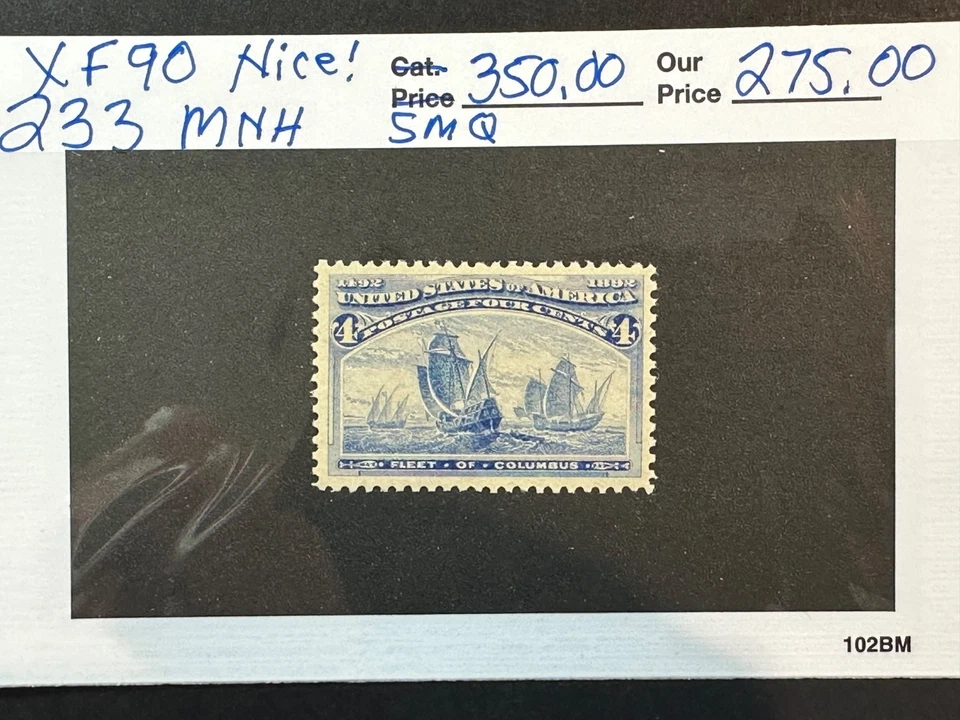 XF90 Nice! Cat. 350.00 Our 275.00
Price Price
233 MNH SMQ
1492 1892
UNITED STATES OF AMERICA
4 POSTAGE FOUR CENTS 4
FLEET · OF · COLUMBUS
102BM